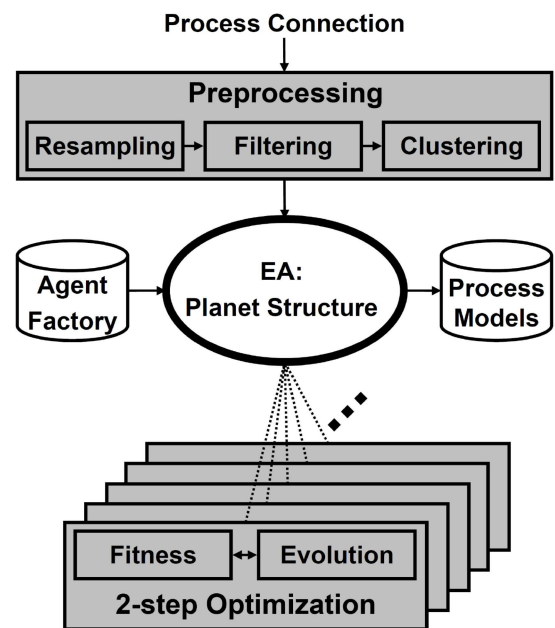 Process Connection
Preprocessing
Resampling
Filtering
Clustering
EA:
Planet Structure
Agent
Factory
Process
Models
Fitness
Evolution
2-step Optimization